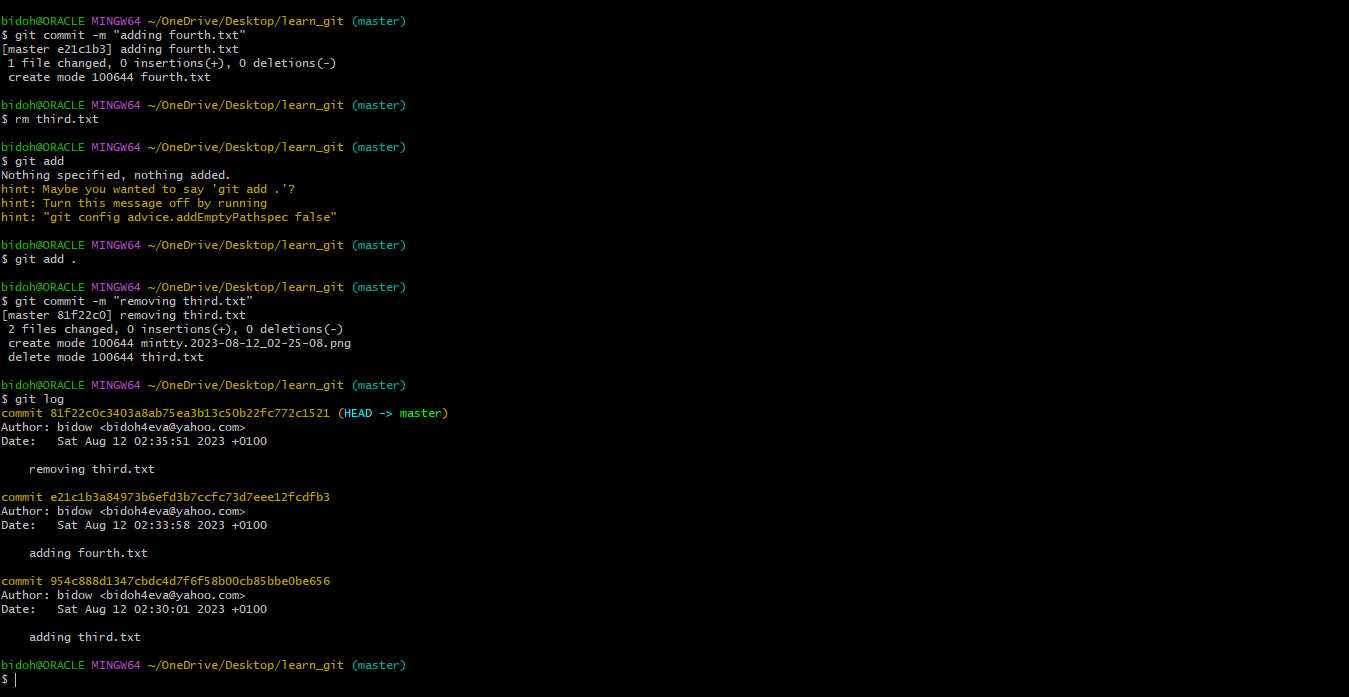 bidoh@ORACLE MINGW64 ~/OneDrive/Desktop/learn_git (master)
$ git commit -m "adding fourth.txt"
[master e21c1b3] adding fourth.txt
 1 file changed, 0 insertions(+), 0 deletions(-)
 create mode 100644 fourth.txt
bidoh@ORACLE MINGW64 ~/OneDrive/Desktop/learn_git (master)
$ rm third.txt
bidoh@ORACLE MINGW64 ~/OneDrive/Desktop/learn_git (master)
$ git add
Nothing specified, nothing added.
hint: Maybe you wanted to say 'git add .'?
hint: Turn this message off by running
hint: "git config advice.addEmptyPathspec false"
bidoh@ORACLE MINGW64 ~/OneDrive/Desktop/learn_git (master)
$ git add .
bidoh@ORACLE MINGW64 ~/OneDrive/Desktop/learn_git (master)
$ git commit -m "removing third.txt"
[master 81f22c0] removing third.txt
 2 files changed, 0 insertions(+), 0 deletions(-)
 create mode 100644 mintty.2023-08-12_02-25-08.png
 delete mode 100644 third.txt
bidoh@ORACLE MINGW64 ~/OneDrive/Desktop/learn_git (master)
$ git log
commit 81f22c0c3403a8ab75ea3b13c50b22fc772c1521 (HEAD -> master)
Author: bidow <bidoh4eva@yahoo.com>
Date:   Sat Aug 12 02:35:51 2023 +0100
    removing third.txt
commit e21c1b3a84973b6efd3b7ccfc73d7eee12fcdfb3
Author: bidow <bidoh4eva@yahoo.com>
Date:   Sat Aug 12 02:33:58 2023 +0100
    adding fourth.txt
commit 954c888d1347cbdc4d7f6f58b00cb85bbe0be656
Author: bidow <bidoh4eva@yahoo.com>
Date:   Sat Aug 12 02:30:01 2023 +0100
    adding third.txt
bidoh@ORACLE MINGW64 ~/OneDrive/Desktop/learn_git (master)
$